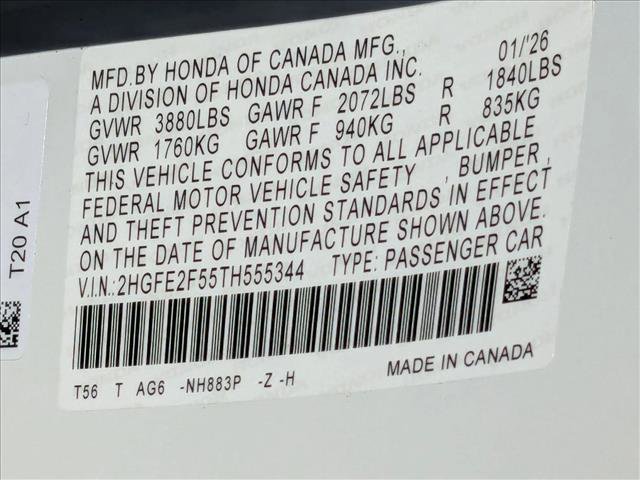 MFD.BY HONDA OF CANADA MFG., 01/'26
A DIVISION OF HONDA CANADA INC.
GVWR 3880LBS GAWR F 2072LBS R 1840LBS
GVWR 1760KG GAWR F 940KG R 835KG
THIS VEHICLE CONFORMS TO ALL APPLICABLE
FEDERAL MOTOR VEHICLE SAFETY , BUMPER,
AND THEFT PREVENTION STANDARDS IN EFFECT
ON THE DATE OF MANUFACTURE SHOWN ABOVE.
V.I.N.:2HGFE2F55TH555344 TYPE: PASSENGER CAR
T56 T AG6 -NH883P -Z -H MADE IN CANADA
T20 A1